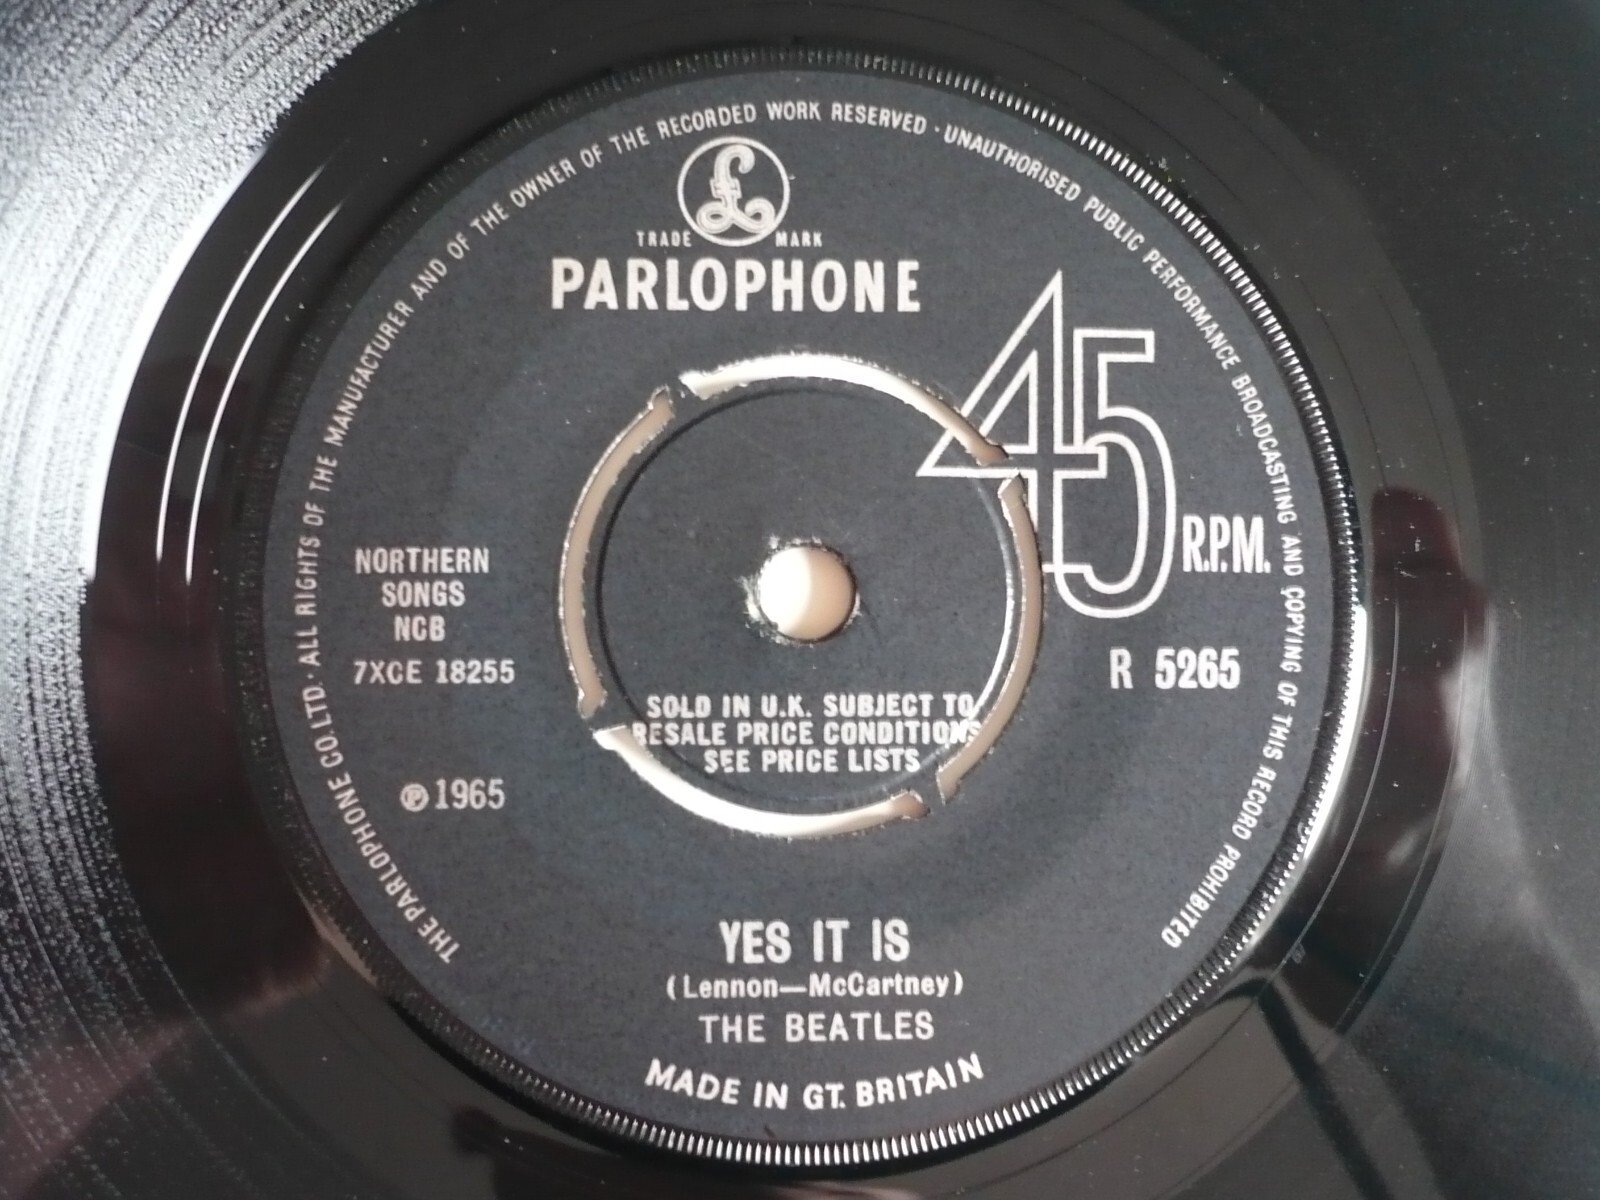 THE PARLOPHONE CO.LTD. · ALL RIGHTS OF THE MANUFACTURER AND OF THE OWNER OF THE RECORDED WORK RESERVED · UNAUTHORISED PUBLIC PERFORMANCE BROADCASTING AND COPYING OF THIS RECORD PROHIBITED
£
TRADE MARK
PARLOPHONE
45
R.P.M.
NORTHERN
SONGS
NCB
7XCE 18255
R 5265
SOLD IN U.K. SUBJECT TO
RESALE PRICE CONDITIONS
SEE PRICE LISTS
℗ 1965
YES IT IS
(Lennon—McCartney)
THE BEATLES
MADE IN GT. BRITAIN